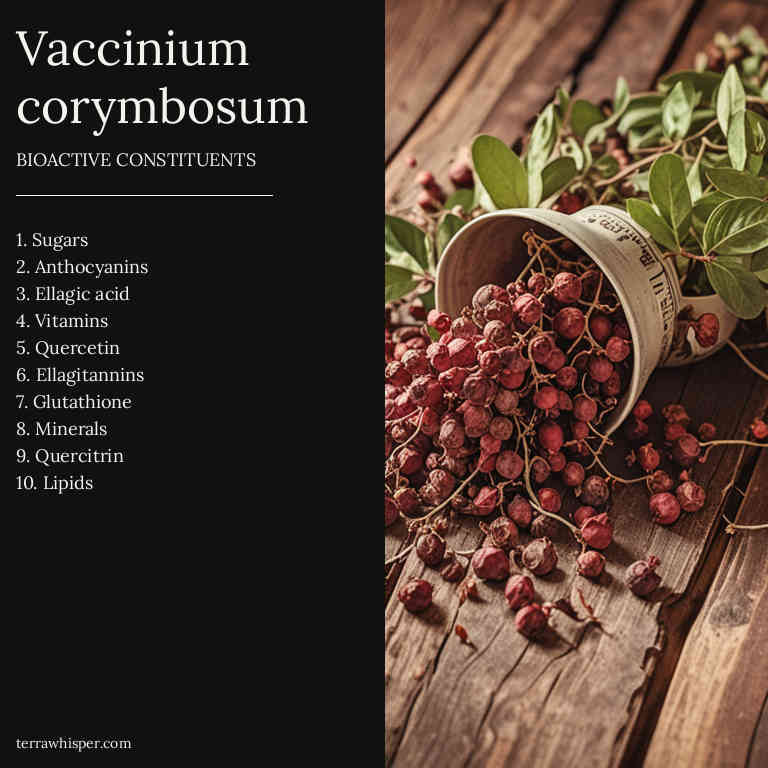 Vaccinium
corymbosum
BIOACTIVE CONSTITUENTS
1. Sugars
2. Anthocyanins
3. Ellagic acid
4. Vitamins
5. Quercetin
6. Ellagitannins
7. Glutathione
8. Minerals
9. Quercitrin
10. Lipids
terrawhisper.com